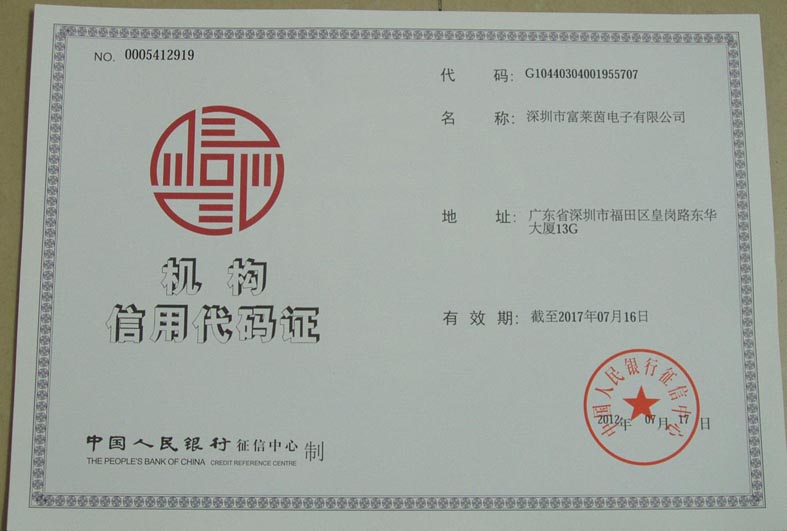 NO. 0005412919
代 码: G10440304001955707
名 称: 深圳市富莱茵电子有限公司
地 址: 广东省深圳市福田区皇岗路东华
大厦13G
机构
信用代码证
有 效 期: 截至2017年07月16日
中国人民银行征信中心
2012年 07月 17日
中国人民银行征信中心 制
THE PEOPLE'S BANK OF CHINA CREDIT REFERENCE CENTRE